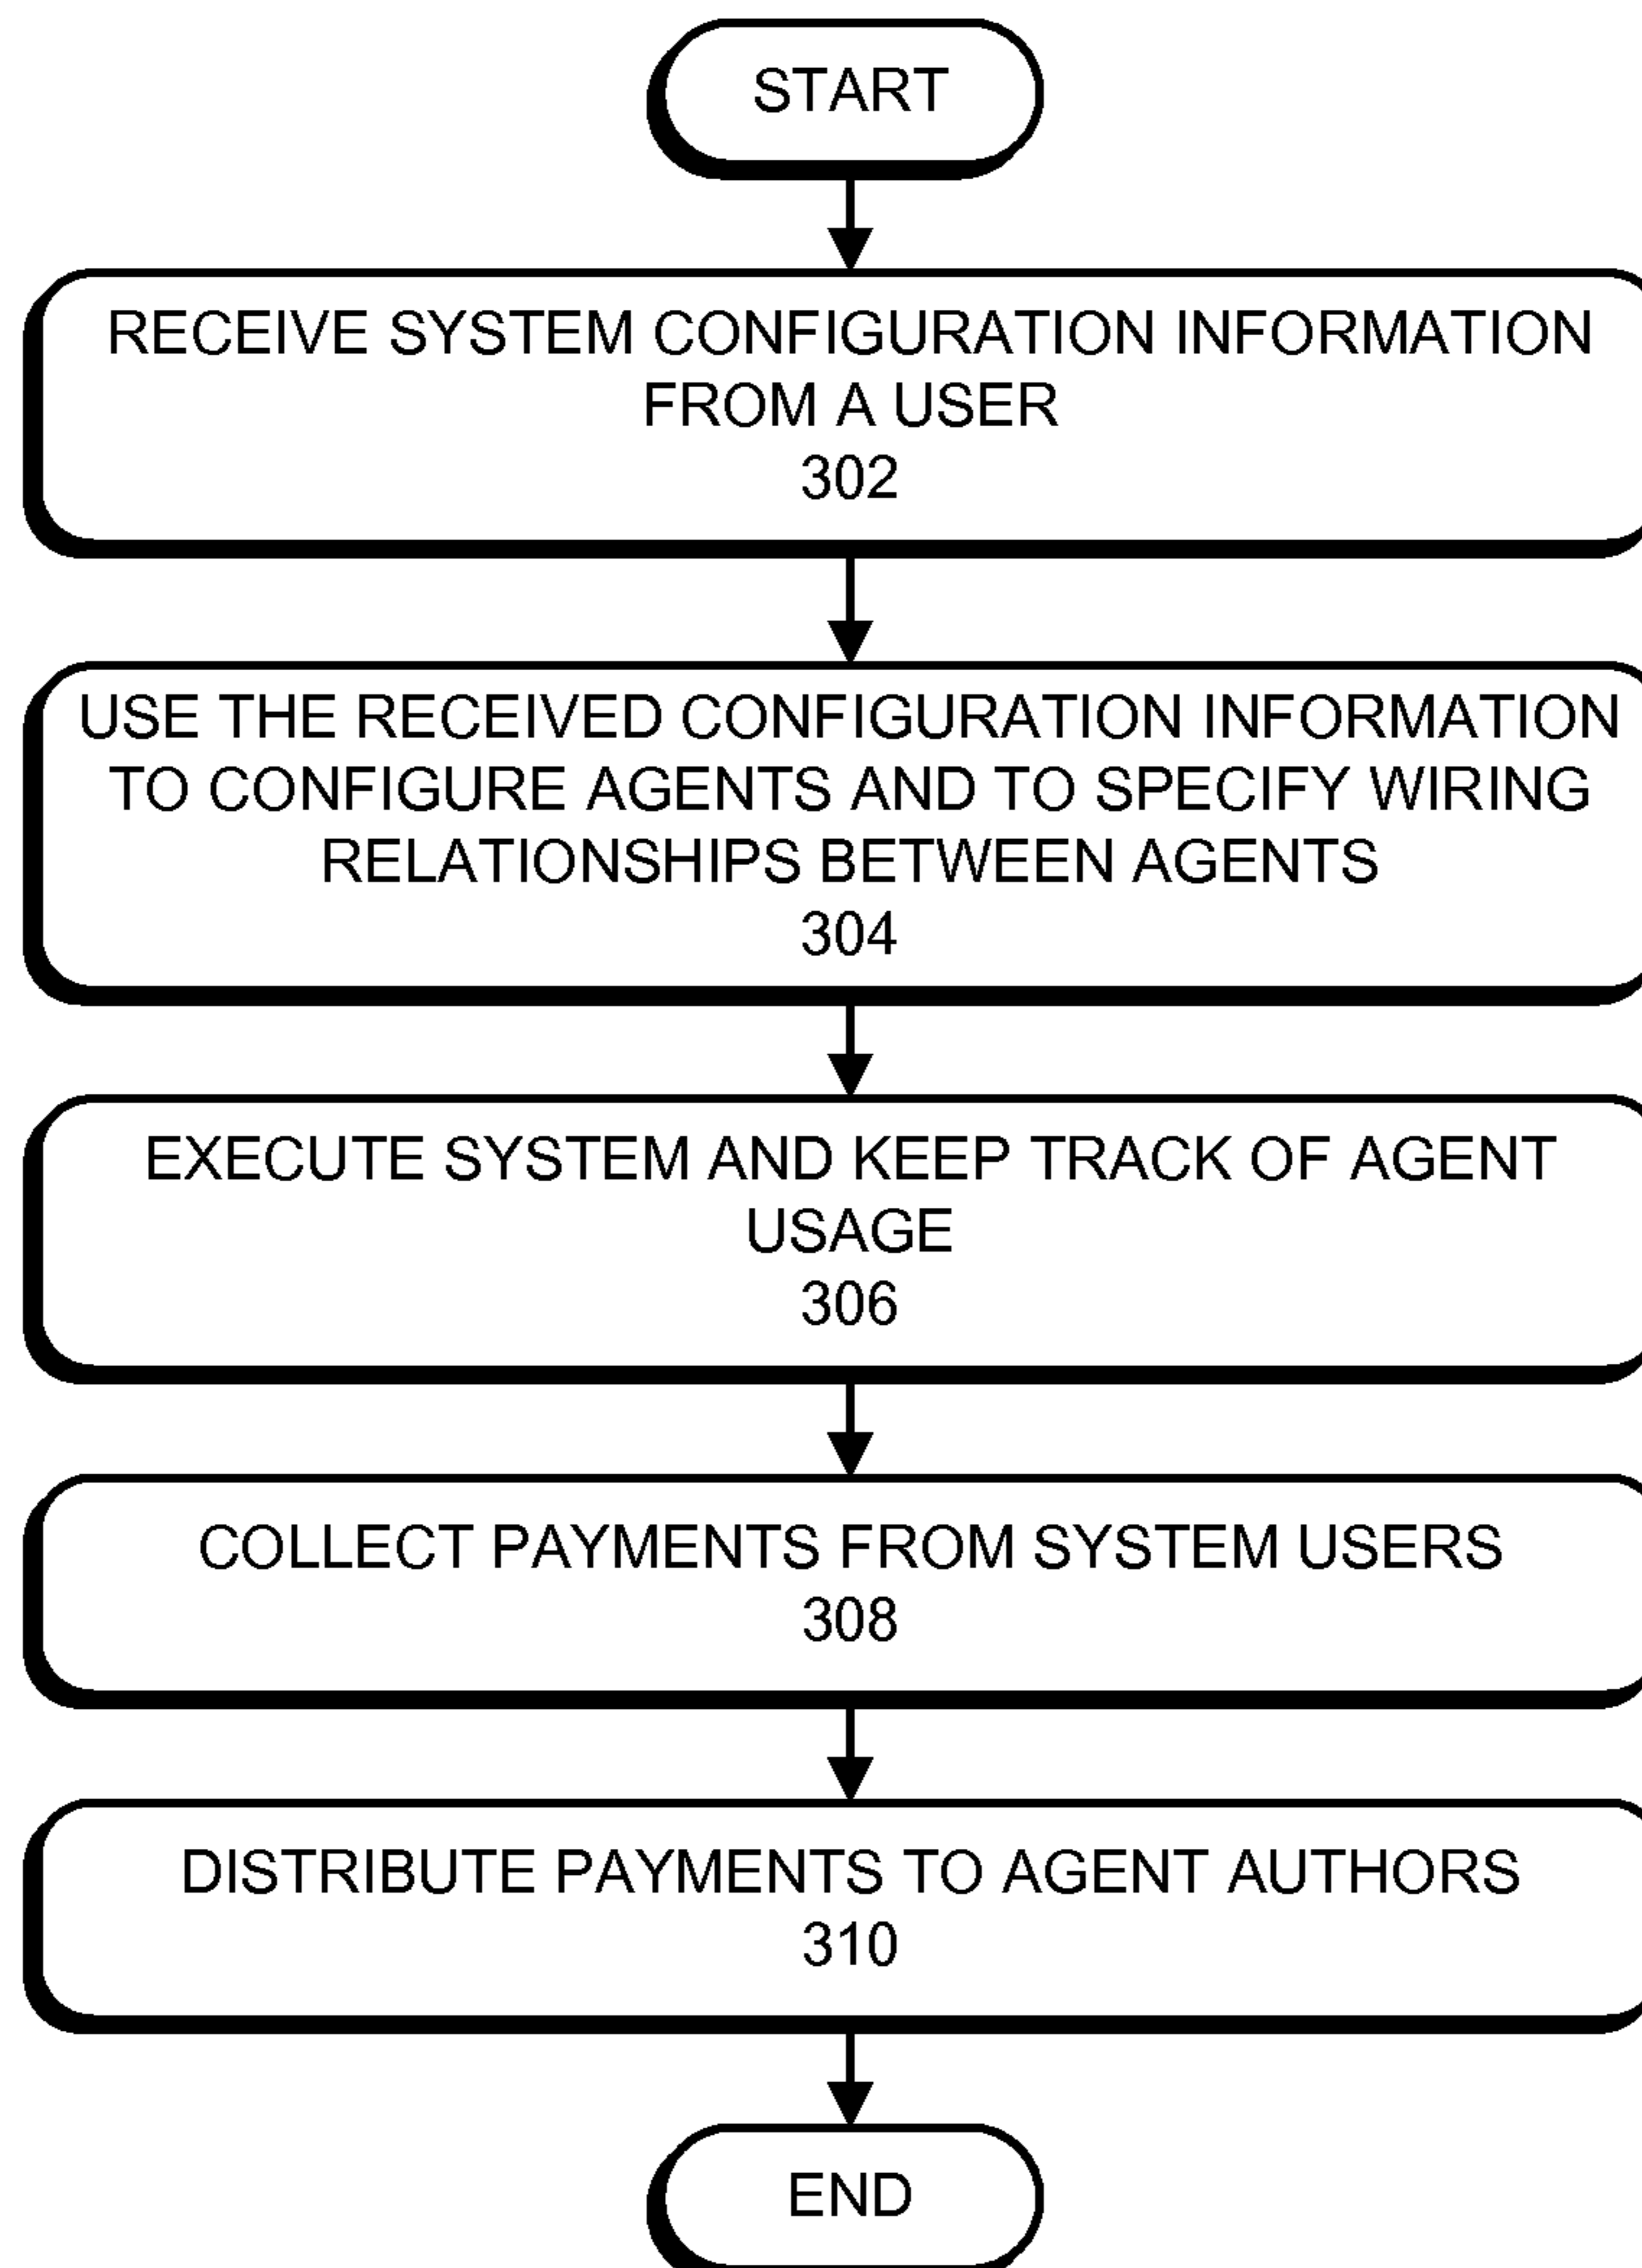 START
RECEIVE SYSTEM CONFIGURATION INFORMATION
FROM A USER
302
USE THE RECEIVED CONFIGURATION INFORMATION
TO CONFIGURE AGENTS AND TO SPECIFY WIRING
RELATIONSHIPS BETWEEN AGENTS
304
EXECUTE SYSTEM AND KEEP TRACK OF AGENT
USAGE
306
COLLECT PAYMENTS FROM SYSTEM USERS
308
DISTRIBUTE PAYMENTS TO AGENT AUTHORS
310
END